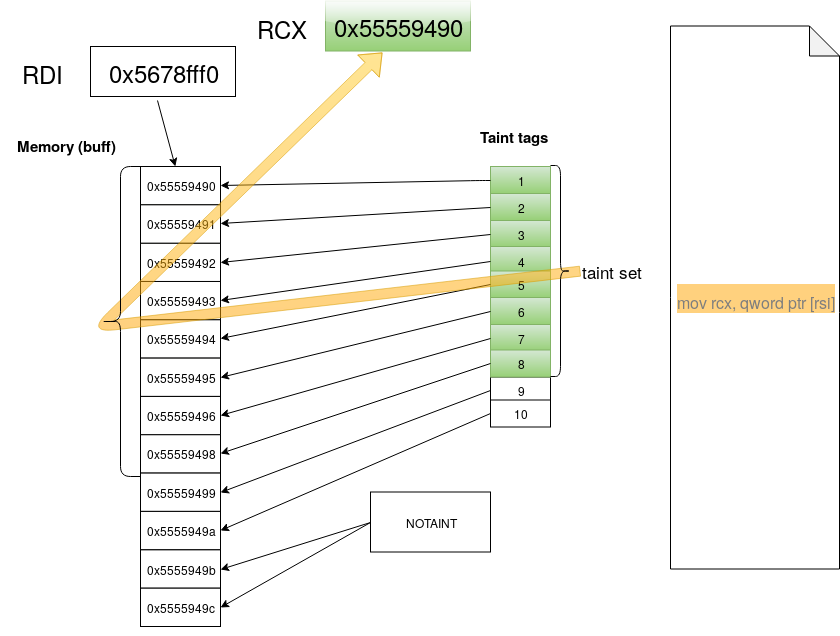 RCX
0x55559490
RDI
0x5678fff0
Memory (buff)
Taint tags
0x55559490
0x55559491
0x55559492
0x55559493
0x55559494
0x55559495
0x55559496
0x55559498
0x55559499
0x5555949a
0x5555949b
0x5555949c
1
2
3
4
5
6
7
8
9
10
taint set
NOTAINT
mov rcx, qword ptr [rsI]